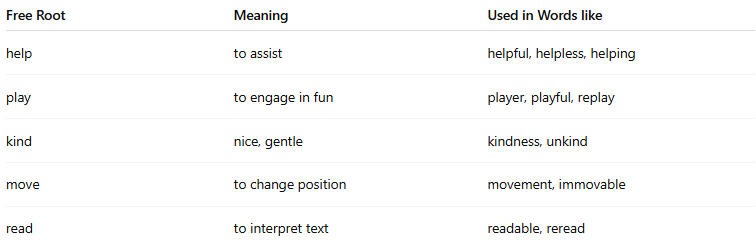 Free Root Meaning Used in Words like
help to assist helpful, helpless, helping
play to engage in fun player, playful, replay
kind nice, gentle kindness, unkind
move to change position movement, immovable
read to interpret text readable, reread